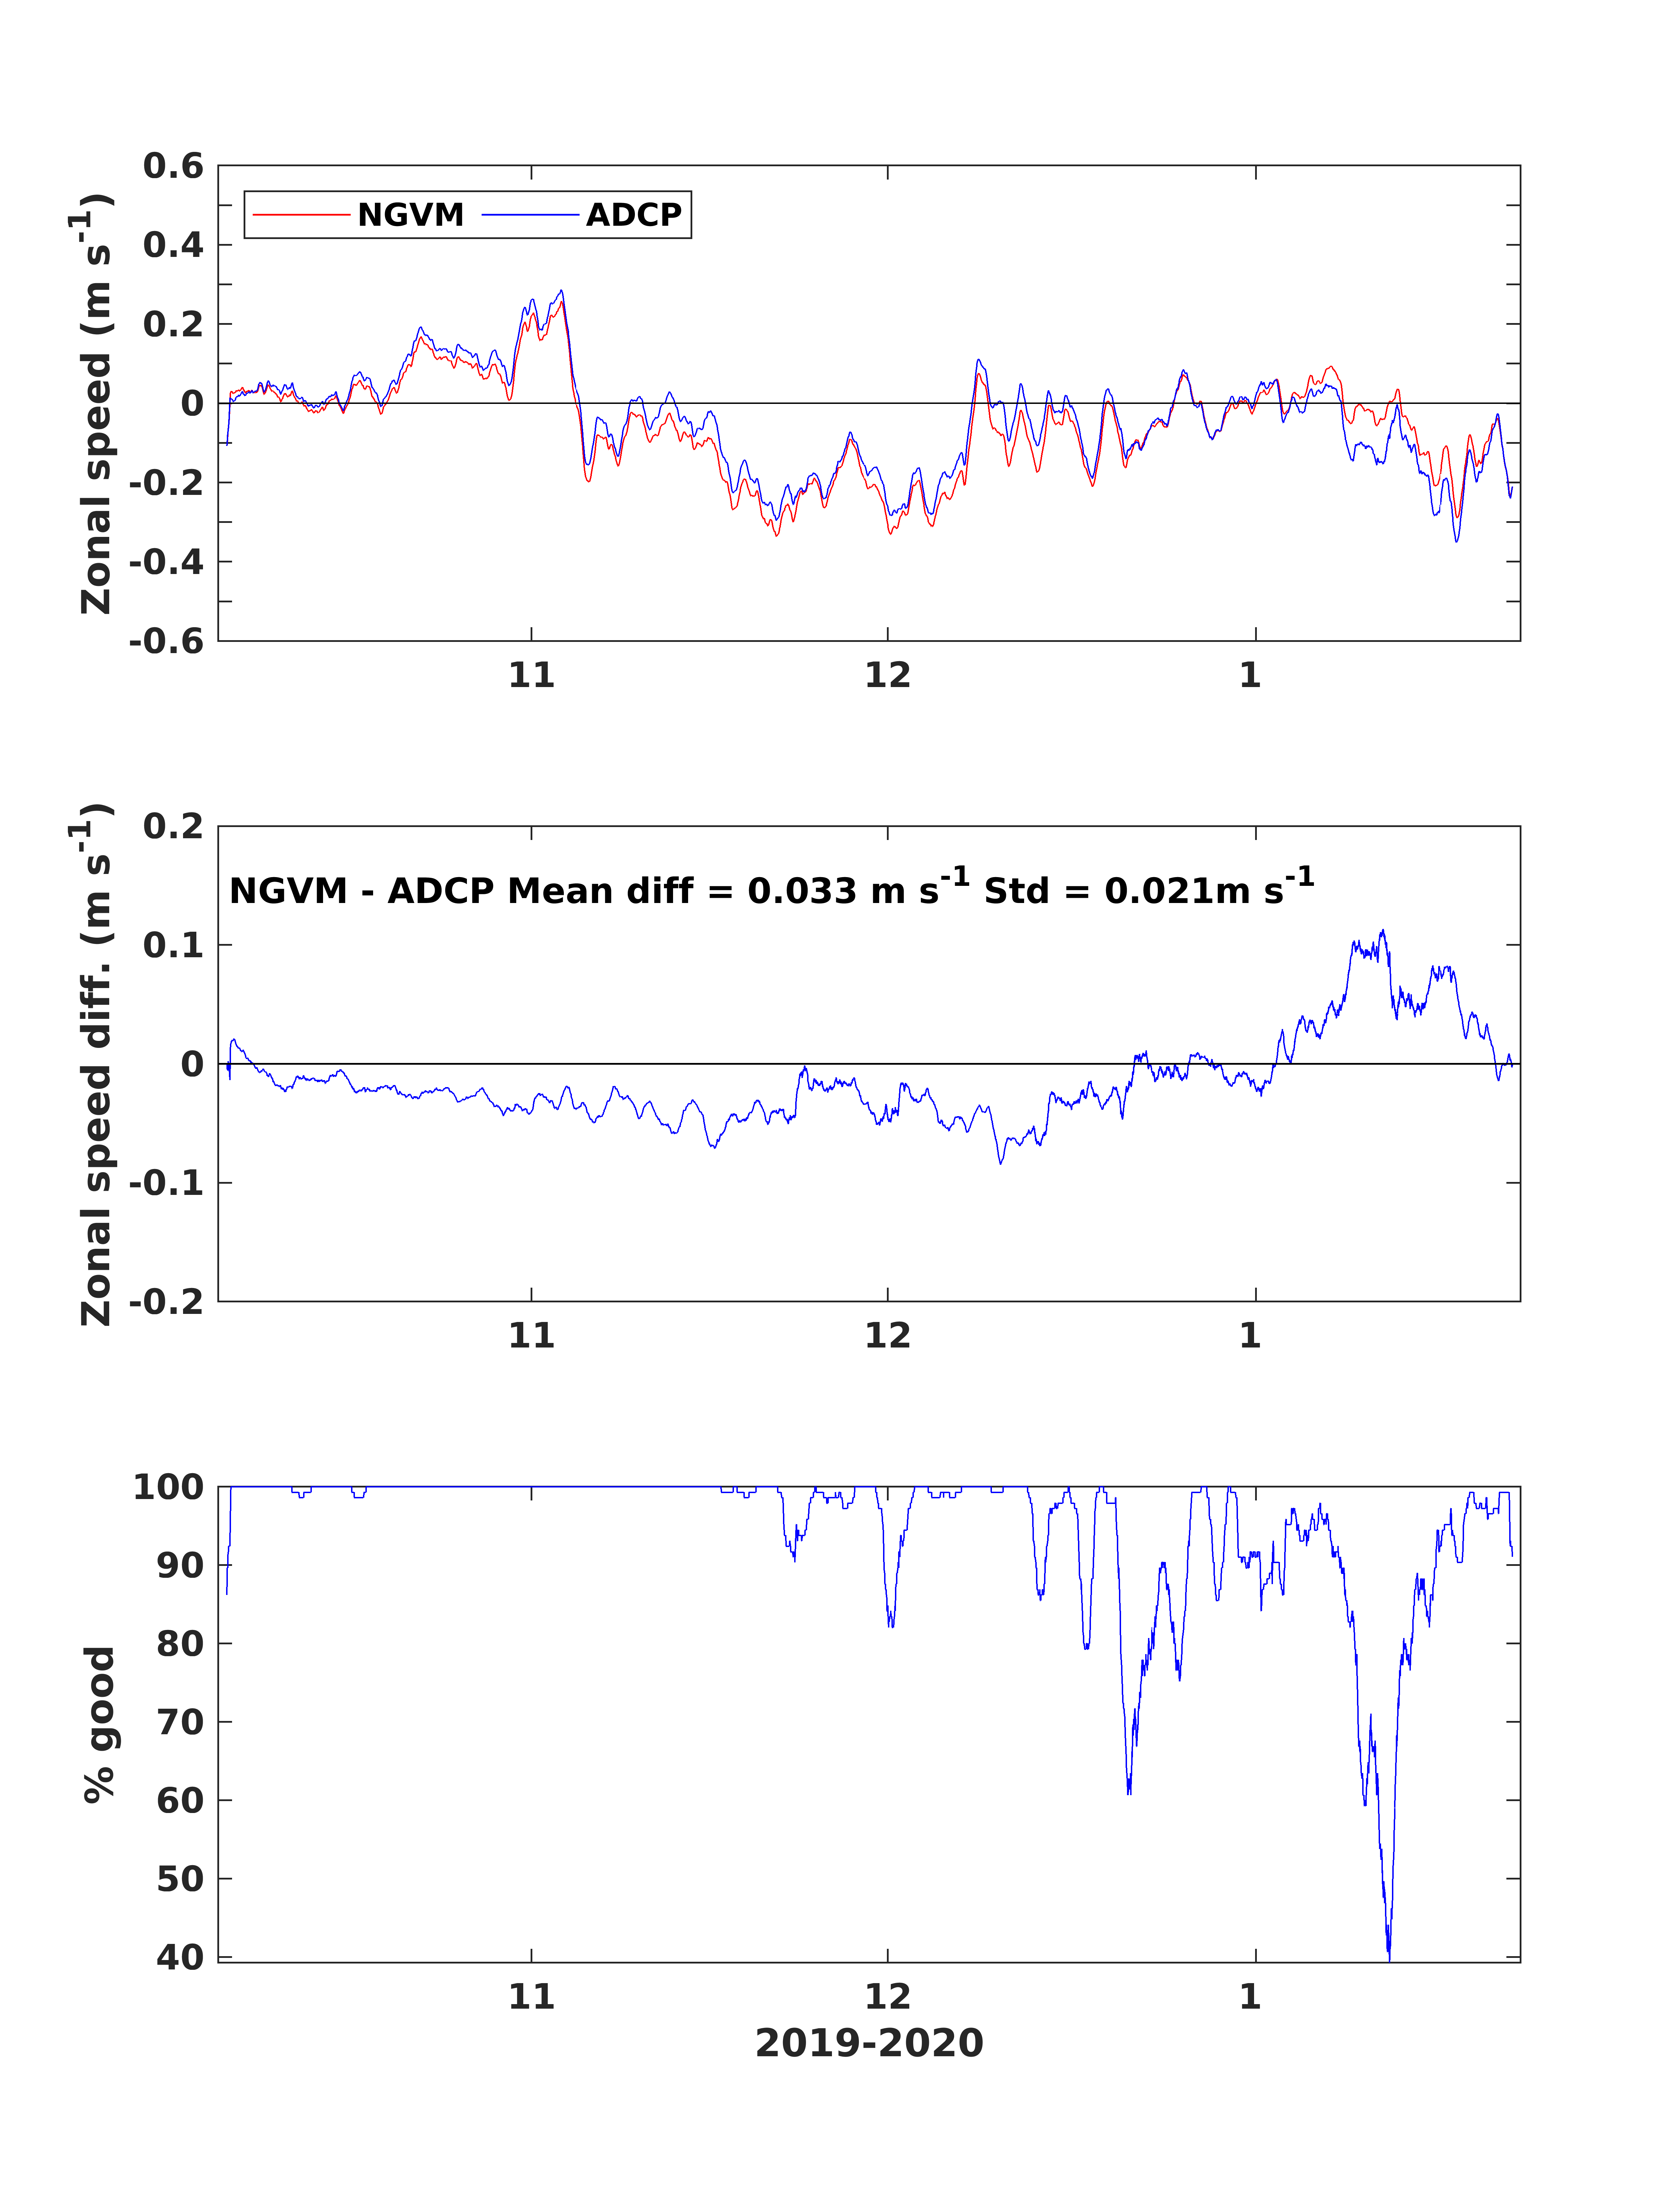 0.6
0.4
0.2
0
-0.2
-0.4
-0.6
Zonal speed (m s-1)
NGVM ADCP
11 12 1
0.2
0.1
0
-0.1
-0.2
Zonal speed diff. (m s-1)
NGVM - ADCP Mean diff = 0.033 m s-1 Std = 0.021m s-1
11 12 1
100
90
80
70
60
50
40
% good
11 12 1
2019-2020